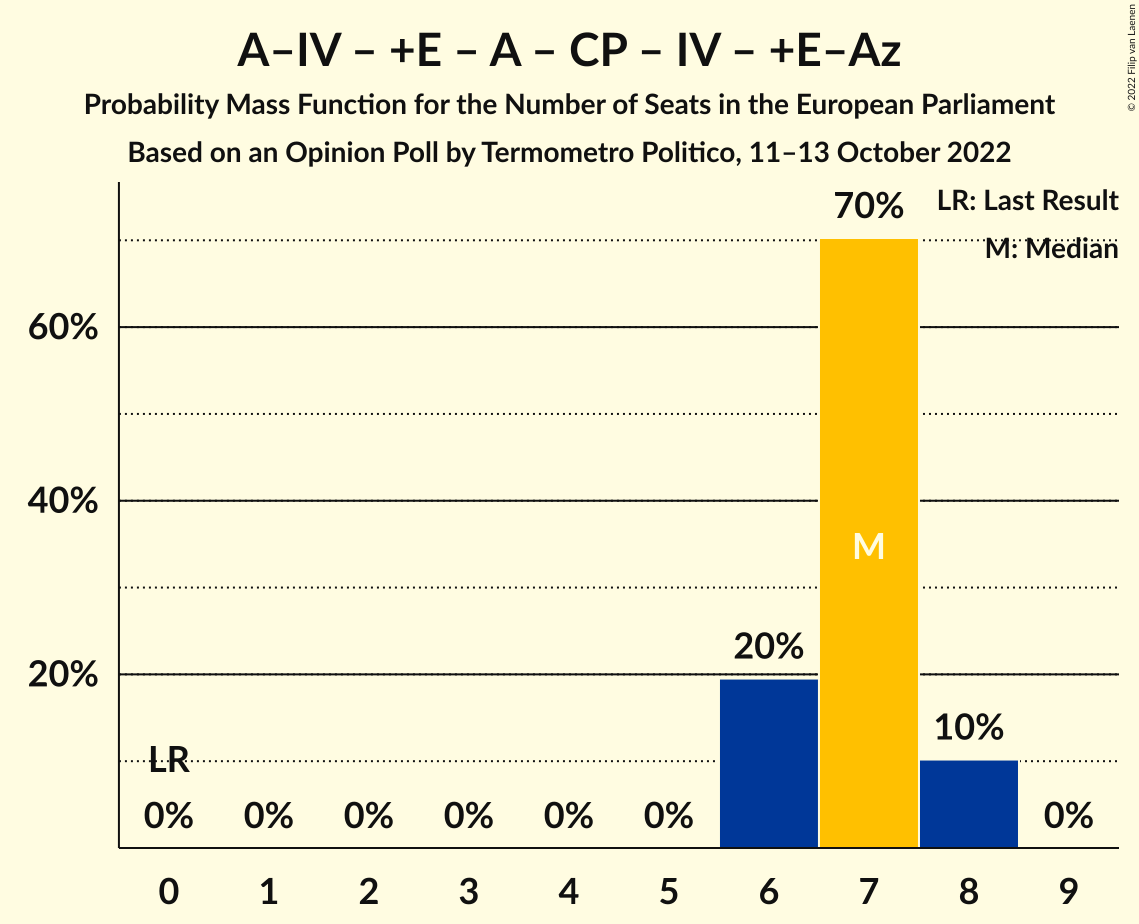 A–IV – +E – A – CP – IV – +E–Az
Probability Mass Function for the Number of Seats in the European Parliament
Based on an Opinion Poll by Termometro Politico, 11–13 October 2022
© 2022 Filip van Laenen
70%
LR: Last Result
M: Median
60%
40%
M
20%
20%
10%
LR
0% 0% 0% 0% 0% 0% 0%
0 1 2 3 4 5 6 7 8 9